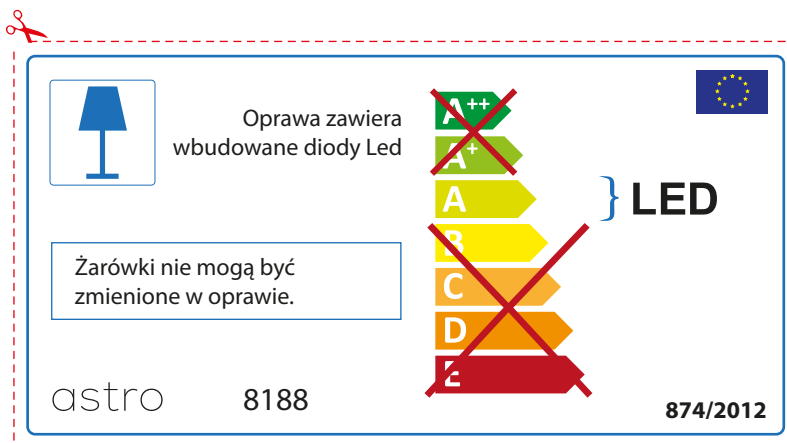 Oprawa zawiera
wbudowane diody Led
A++
A+
A
B
C
D
E
LED
Żarówki nie mogą być
zmienione w oprawie.
astro
8188
874/2012